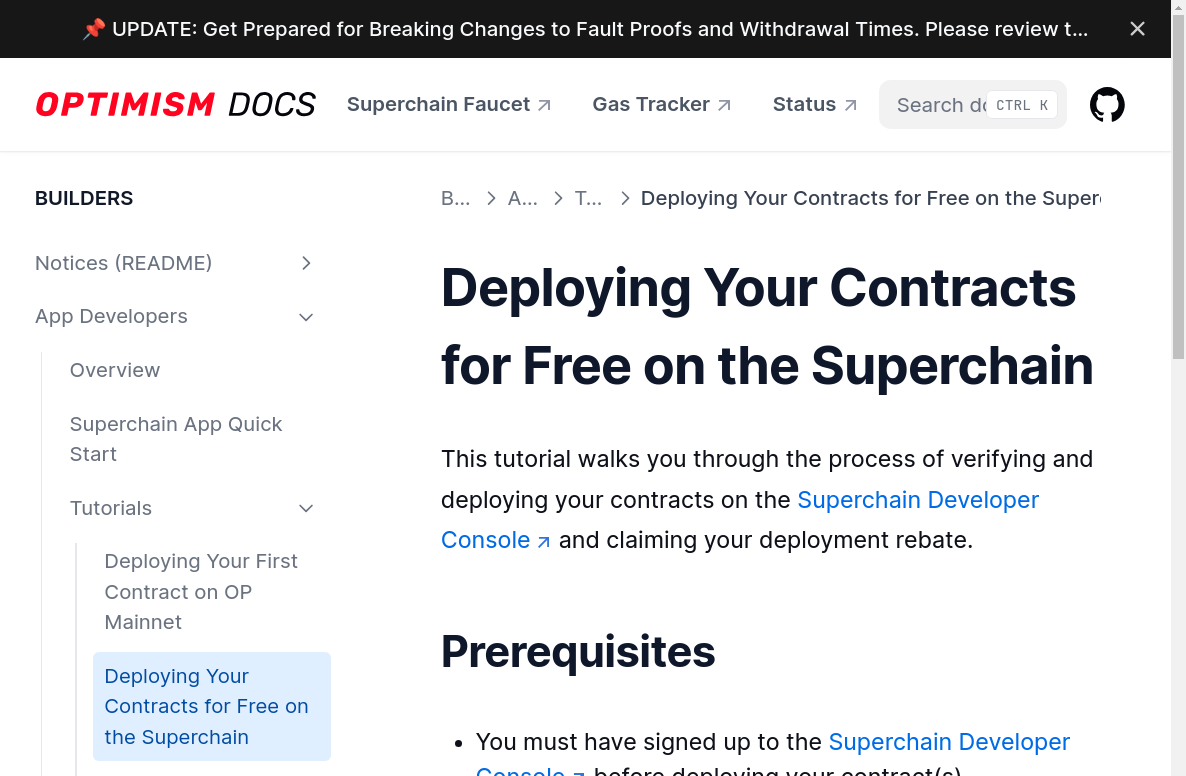 📌 UPDATE: Get Prepared for Breaking Changes to Fault Proofs and Withdrawal Times. Please review t...
OPTIMISM DOCS
Superchain Faucet
Gas Tracker
Status
Search do
CTRL K
BUILDERS
Notices (README)
App Developers
Overview
Superchain App Quick
Start
Tutorials
Deploying Your First
Contract on OP
Mainnet
Deploying Your
Contracts for Free on
the Superchain
B... > A... > T... > Deploying Your Contracts for Free on the Superc
Deploying Your Contracts
for Free on the Superchain
This tutorial walks you through the process of verifying and
deploying your contracts on the Superchain Developer
Console and claiming your deployment rebate.
Prerequisites
• You must have signed up to the Superchain Developer
Console before deploying your contract(s)